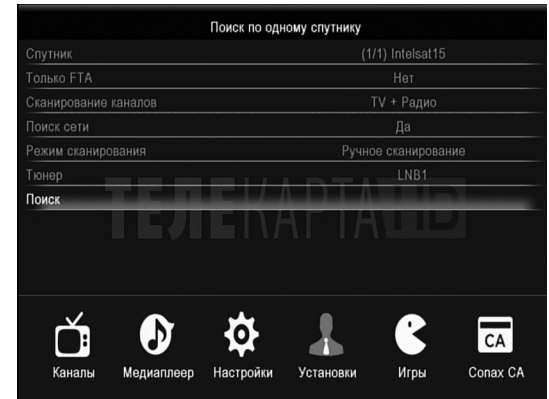 Поиск по одному спутнику
Спутник (1/1) Intelsat15
Только FTA Нет
Сканирование каналов TV + Радио
Поиск сети Да
Режим сканирования Ручное сканирование
Тюнер LNB1
Поиск
ТЕЛЕКАРТА HD
CA
Каналы Медиаплеер Настройки Установки Игры Conax CA